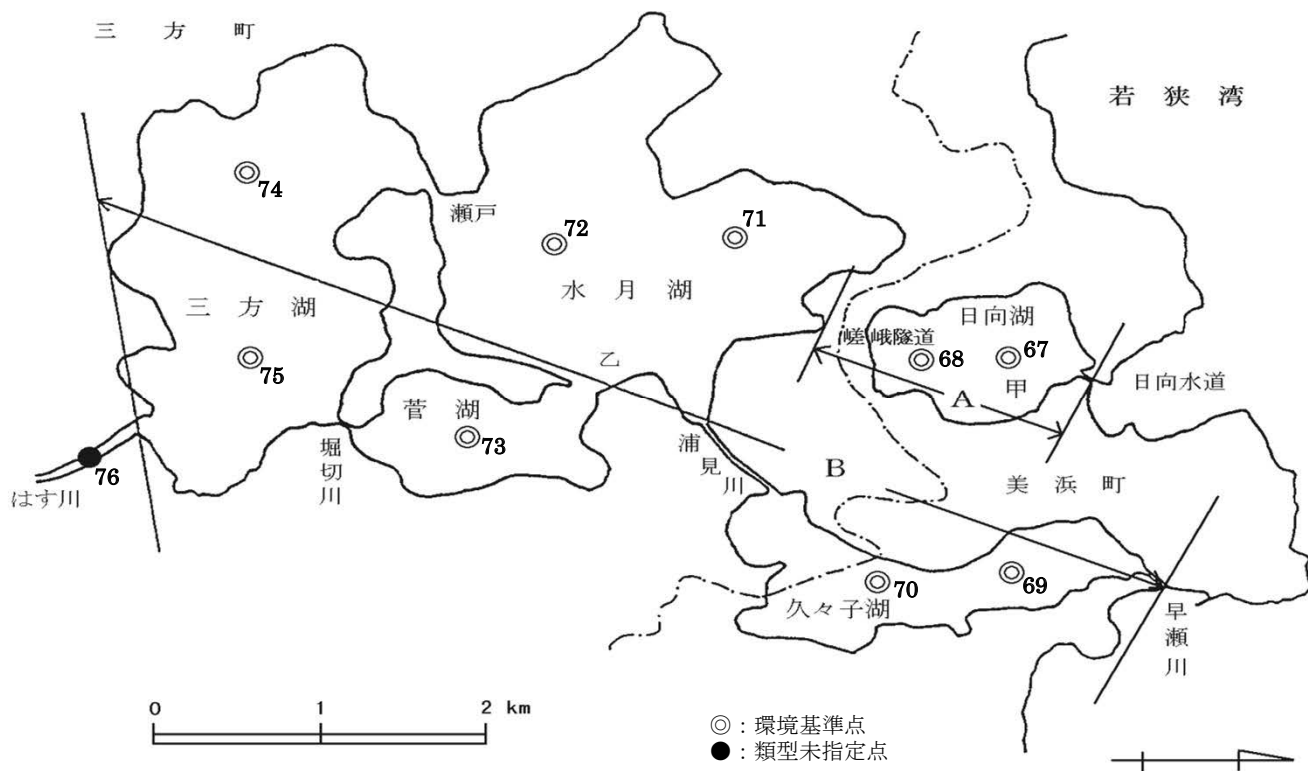 三方町
若狭湾
74
瀬戸
72
71
水月湖
三方湖
嵯峨隧道
日向湖
68
67
甲
A
日向水道
75
乙
菅湖
73
堀切川
浦見川
B
美浜町
76
はす川
70
69
久々子湖
早瀬川
0 1 2 km
◎：環境基準点
●：類型未指定点